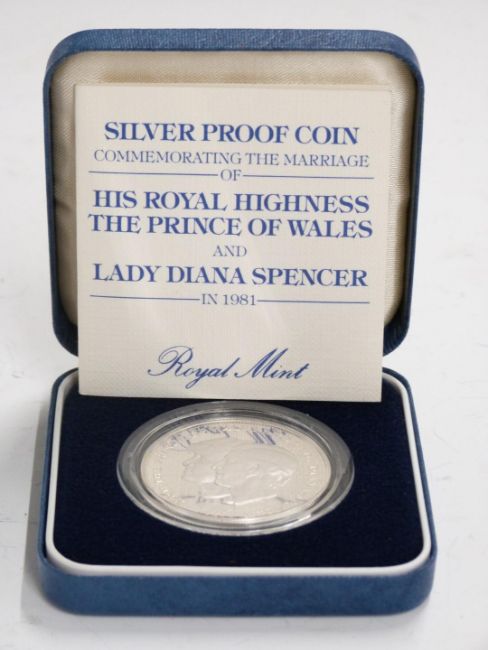 SILVER PROOF COIN
COMMEMORATING THE MARRIAGE
OF
HIS ROYAL HIGHNESS
THE PRINCE OF WALES
AND
LADY DIANA SPENCER
IN 1981
Royal Mint